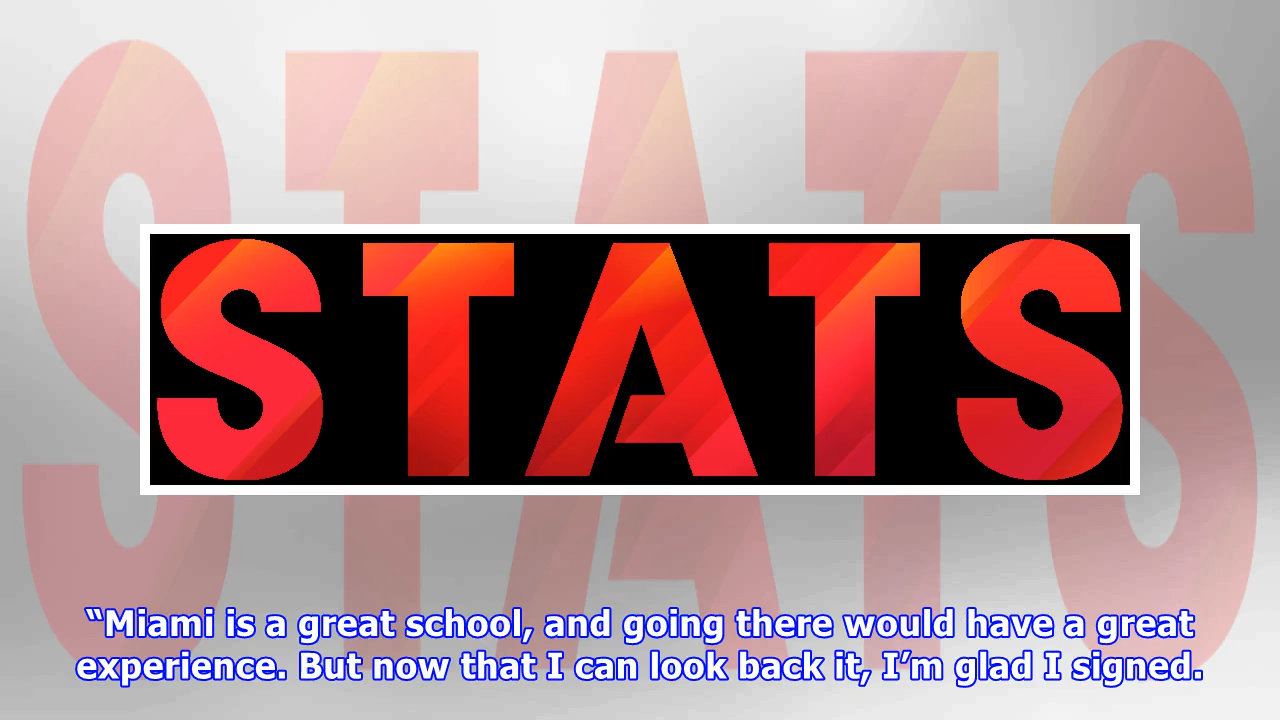 STATS
“Miami is a great school, and going there would have a great
experience. But now that I can look back it, I’m glad I signed.